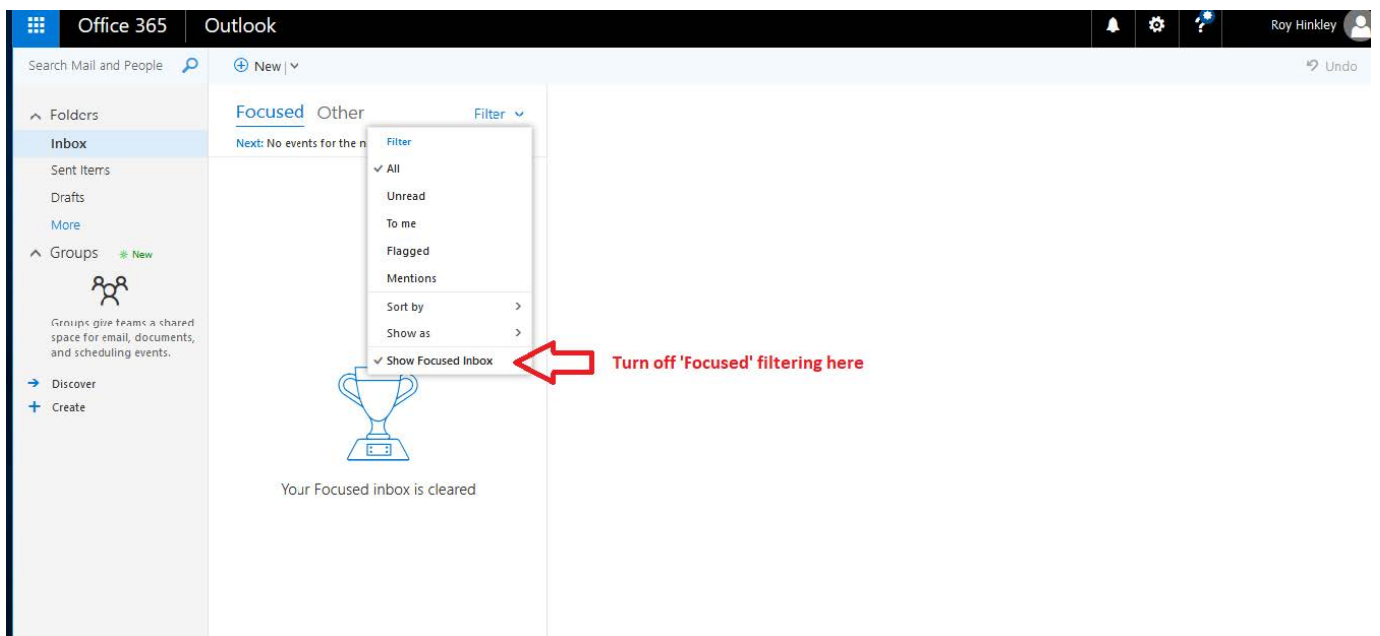 Office 365
Outlook
Roy Hinkley
Search Mail and People
New
Undo
Folders
Inbox
Sent Items
Drafts
More
Groups
New
Groups give teams a shared
space for email, documents,
and scheduling events.
Discover
Create
Focused Other
Filter
Next: No events for the n
Filter
All
Unread
To me
Flagged
Mentions
Sort by
Show as
Show Focused Inbox
Turn off 'Focused' filtering here
Your Focused inbox is cleared